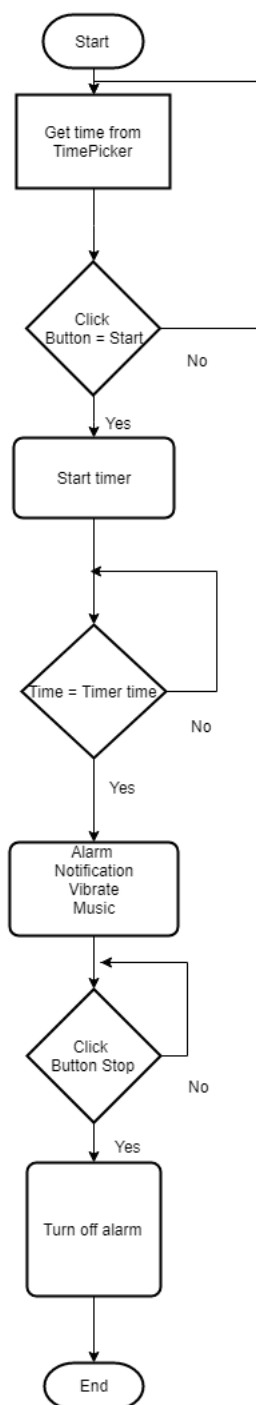 Start
Get time from
TimePicker
Click
Button = Start
No
Yes
Start timer
Time = Timer time
No
Yes
Alarm
Notification
Vibrate
Music
Click
Button Stop
No
Yes
Turn off alarm
End